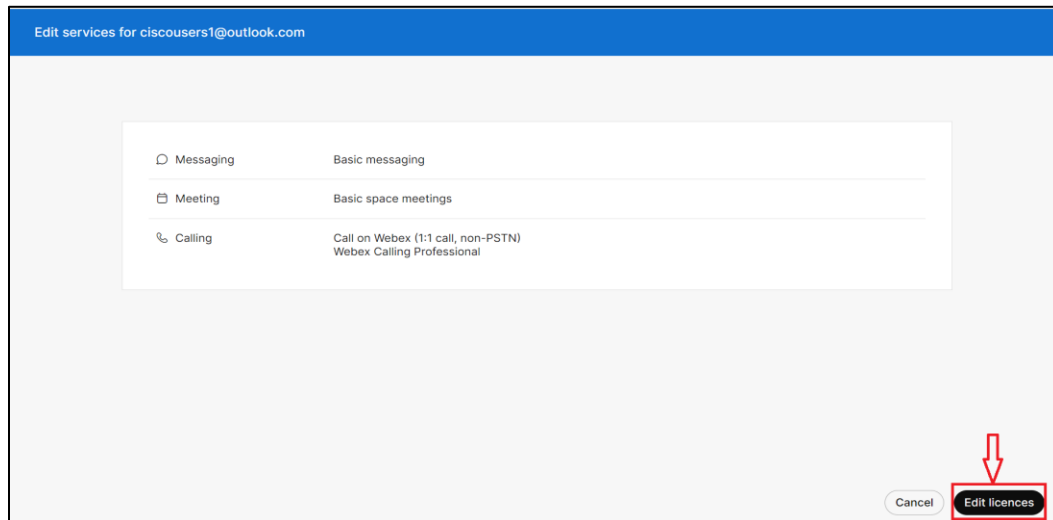 Edit services for ciscousers1@outlook.com
Messaging Basic messaging
Meeting Basic space meetings
Calling Call on Webex (1:1 call, non-PSTN)
Webex Calling Professional
Cancel Edit licences